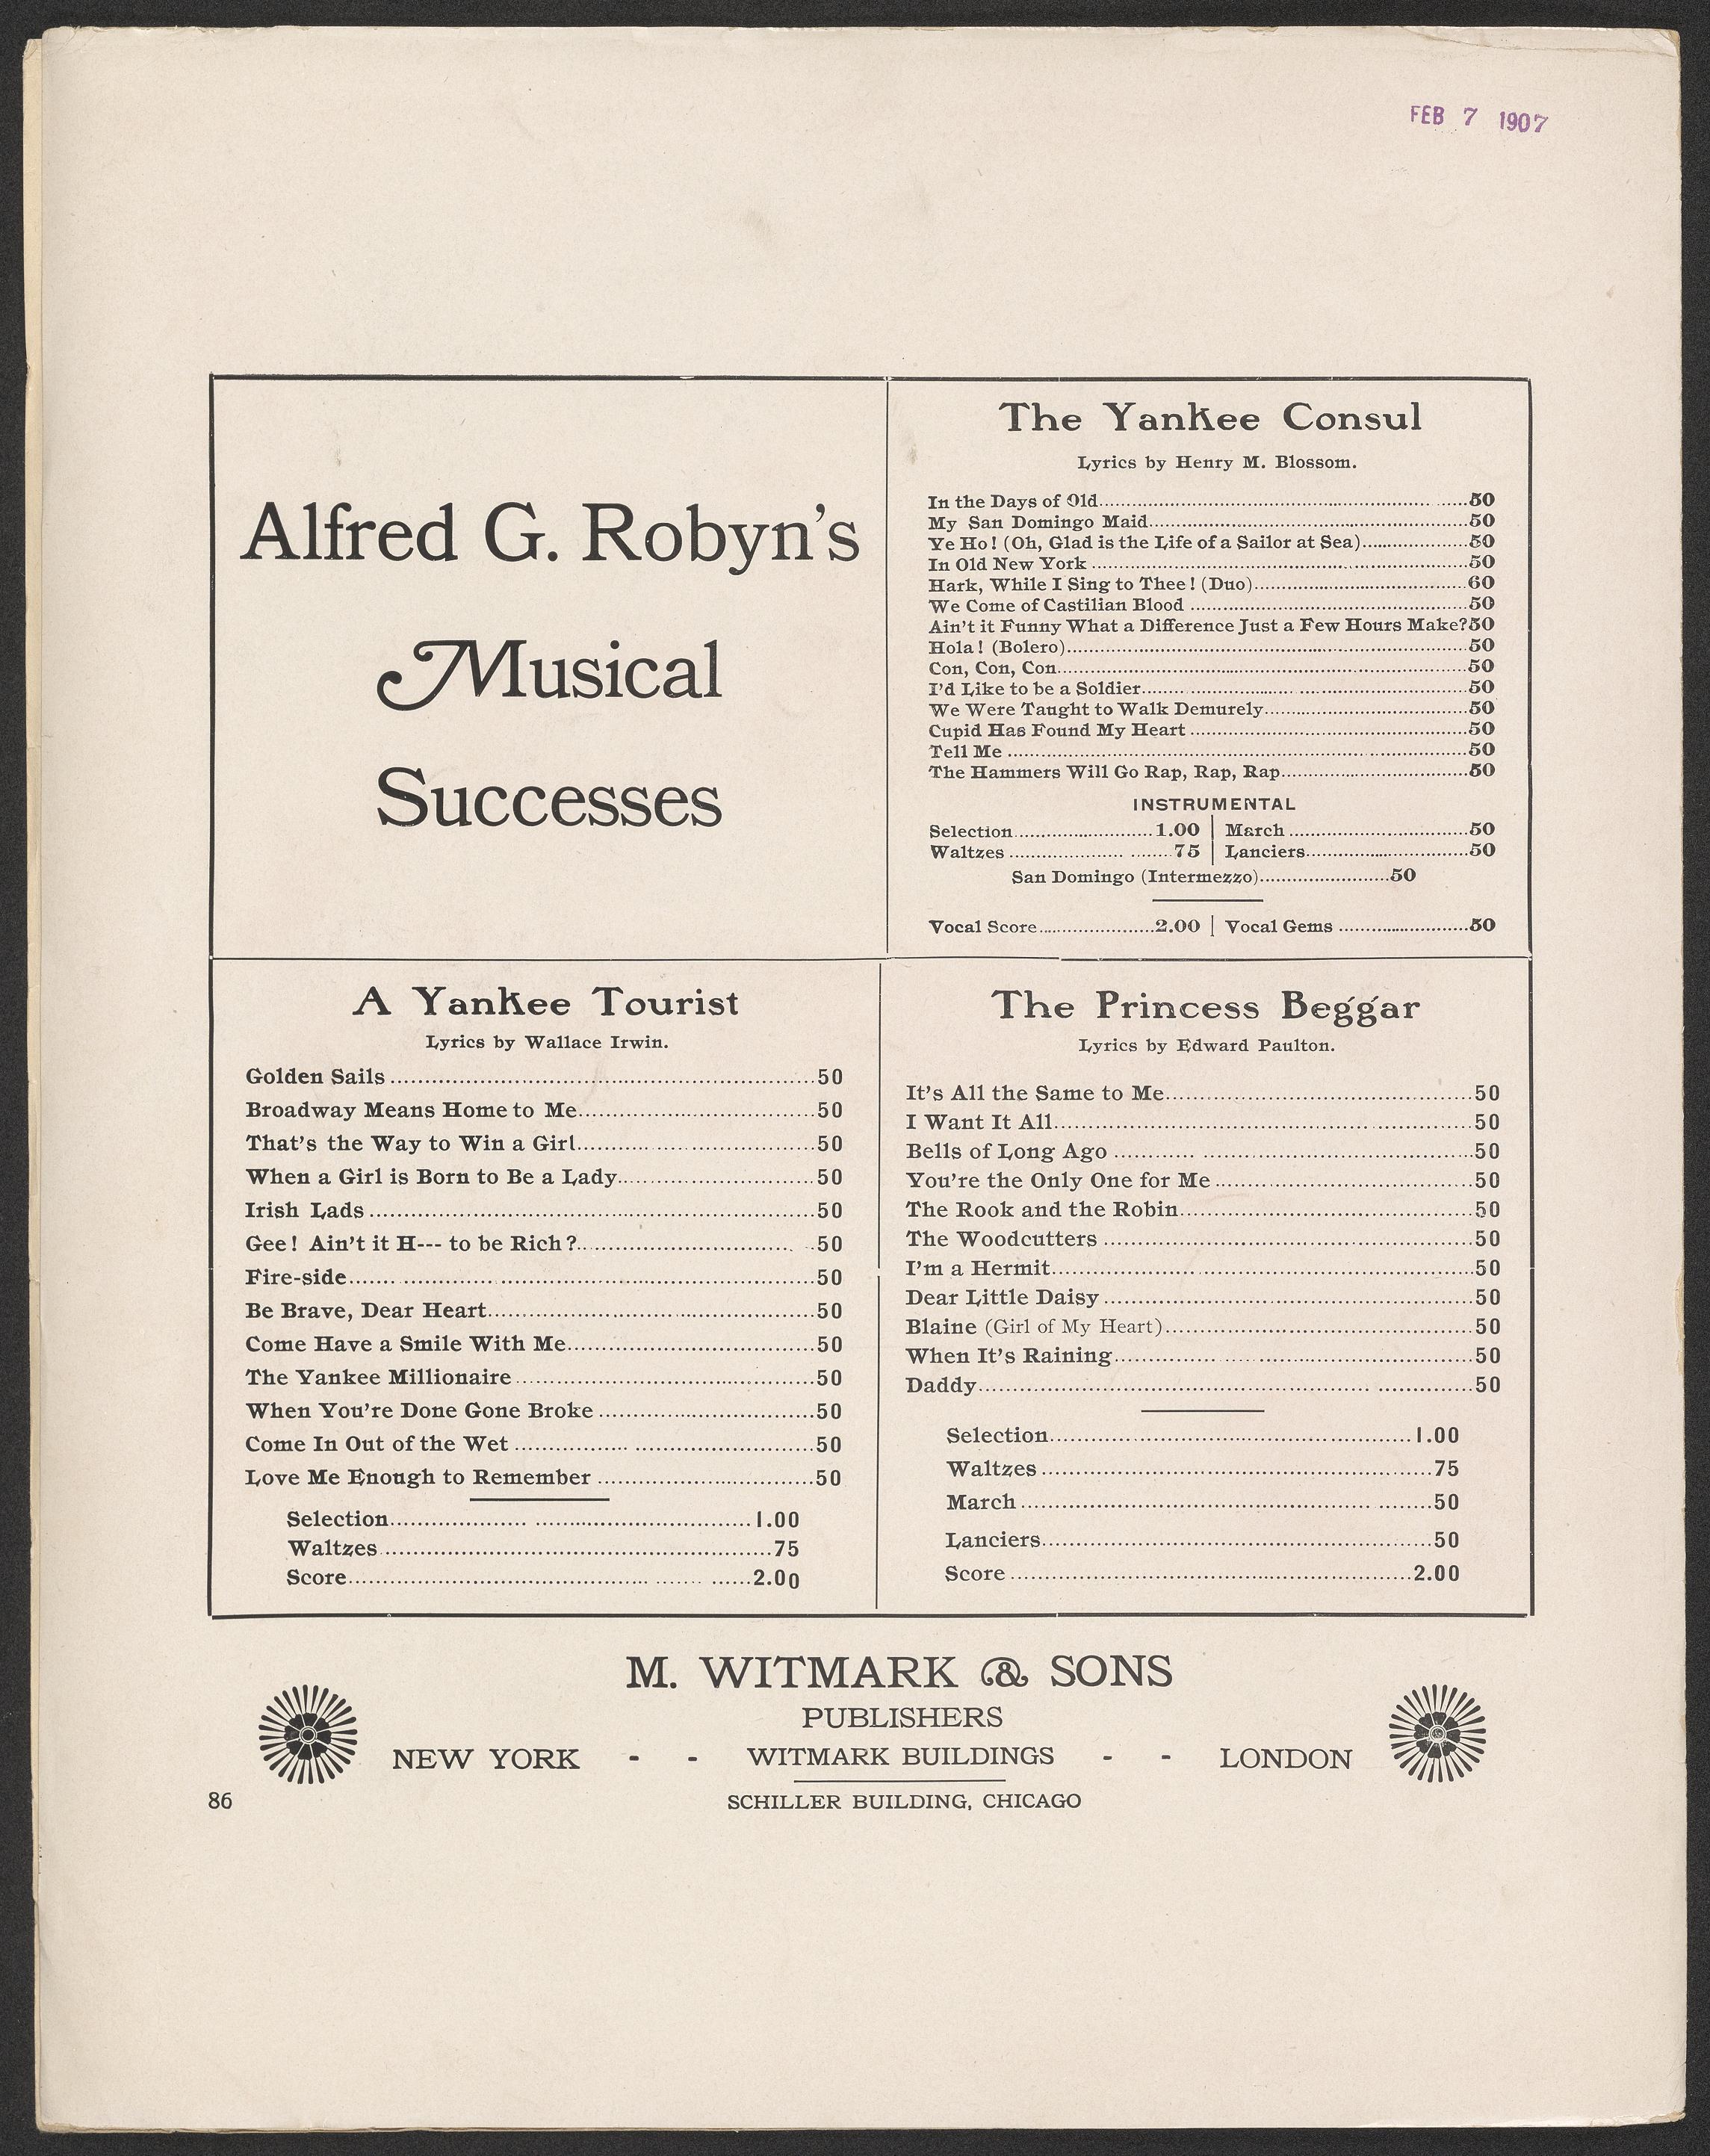 FEB 7 1907
Alfred G. Robyn's
Musical
Successes
The Yankee Consul
Lyrics by Henry M. Blossom.
In the Days of Old..........50
My San Domingo Maid..........50
Ye Ho! (Oh, Glad is the Life of a Sailor at Sea)..........50
In Old New York..........50
Hark, While I Sing to Thee! (Duo)..........60
We Come of Castilian Blood..........50
Ain't it Funny What a Difference Just a Few Hours Make?50
Hola! (Bolero)..........50
Con, Con, Con..........50
I'd Like to be a Soldier..........50
We Were Taught to Walk Demurely..........50
Cupid Has Found My Heart..........50
Tell Me..........50
The Hammers Will Go Rap, Rap, Rap..........50
INSTRUMENTAL
Selection..........1.00 | March..........50
Waltzes..........75 | Lanciers..........50
San Domingo (Intermezzo)..........50
Vocal Score..........2.00 | Vocal Gems..........50
A Yankee Tourist
Lyrics by Wallace Irwin.
Golden Sails..........50
Broadway Means Home to Me..........50
That's the Way to Win a Girl..........50
When a Girl is Born to Be a Lady..........50
Irish Lads..........50
Gee! Ain't it H--- to be Rich?..........50
Fire-side..........50
Be Brave, Dear Heart..........50
Come Have a Smile With Me..........50
The Yankee Millionaire..........50
When You're Done Gone Broke..........50
Come In Out of the Wet..........50
Love Me Enough to Remember..........50
Selection..........1.00
Waltzes..........75
Score..........2.00
The Princess Beggar
Lyrics by Edward Paulton.
It's All the Same to Me..........50
I Want It All..........50
Bells of Long Ago..........50
You're the Only One for Me..........50
The Rook and the Robin..........50
The Woodcutters..........50
I'm a Hermit..........50
Dear Little Daisy..........50
Blaine (Girl of My Heart)..........50
When It's Raining..........50
Daddy..........50
Selection..........1.00
Waltzes..........75
March..........50
Lanciers..........50
Score..........2.00
M. WITMARK & SONS
PUBLISHERS
NEW YORK - - WITMARK BUILDINGS - - LONDON
86 SCHILLER BUILDING, CHICAGO